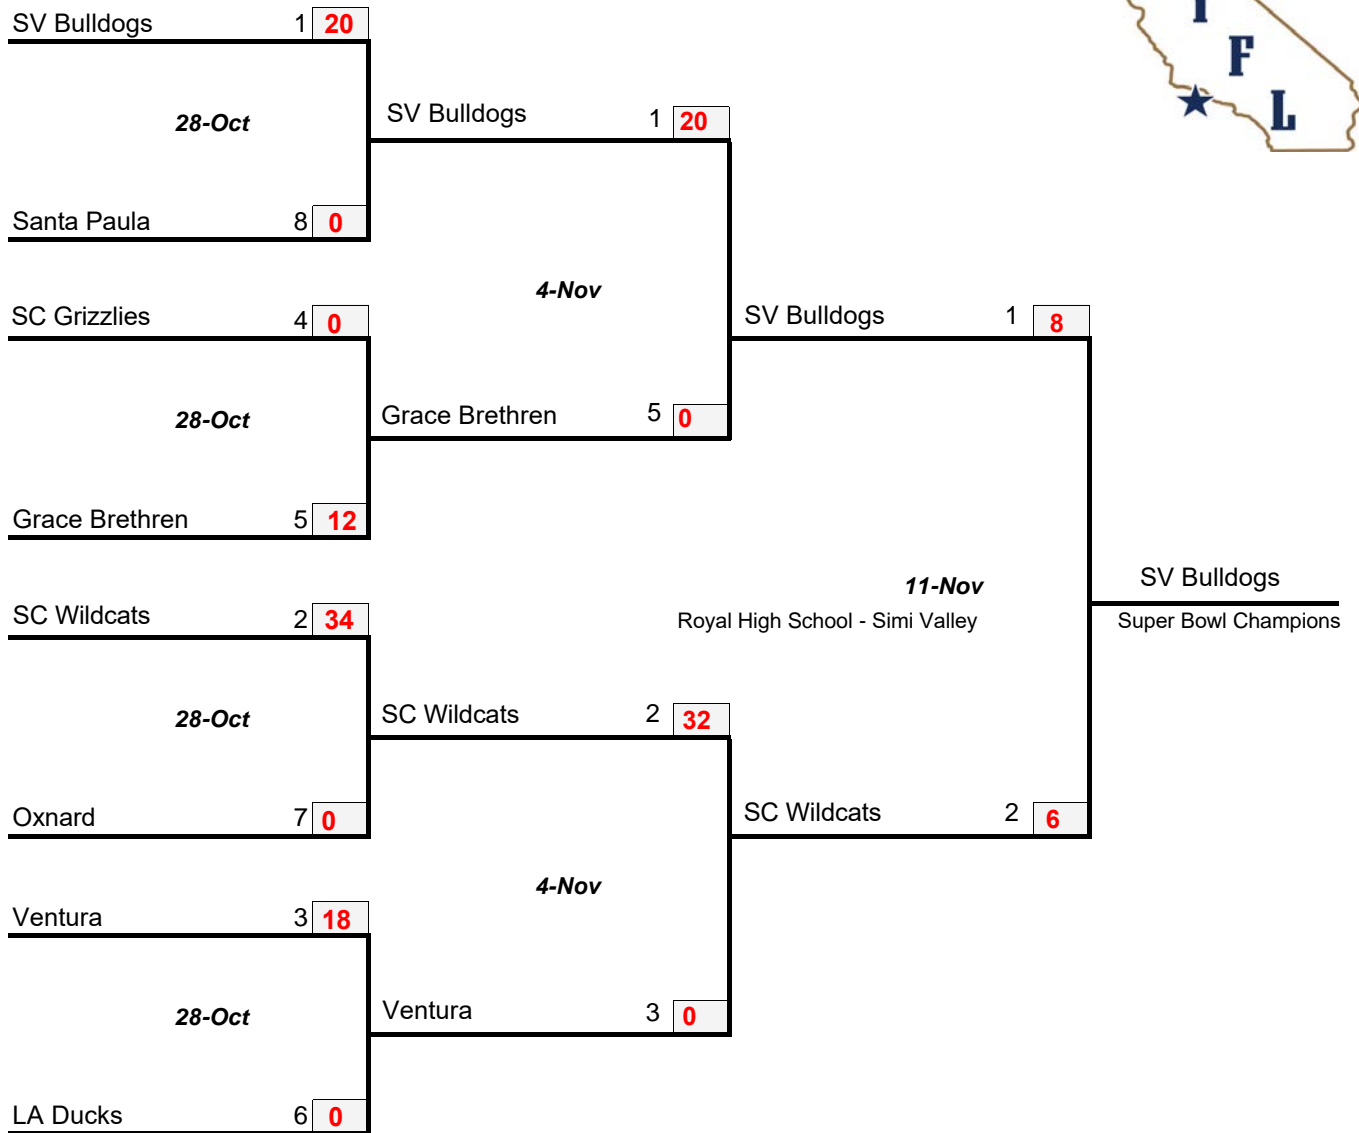 SV Bulldogs 1 20
28-Oct
Santa Paula 8 0
SC Grizzlies 4 0
28-Oct
Grace Brethren 5 12
SC Wildcats 2 34
28-Oct
Oxnard 7 0
Ventura 3 18
28-Oct
LA Ducks 6 0
SV Bulldogs 1 20
4-Nov
Grace Brethren 5 0
SC Wildcats 2 32
4-Nov
Ventura 3 0
SV Bulldogs 1 8
11-Nov
Royal High School - Simi Valley
SC Wildcats 2 6
SV Bulldogs
Super Bowl Champions
F
L